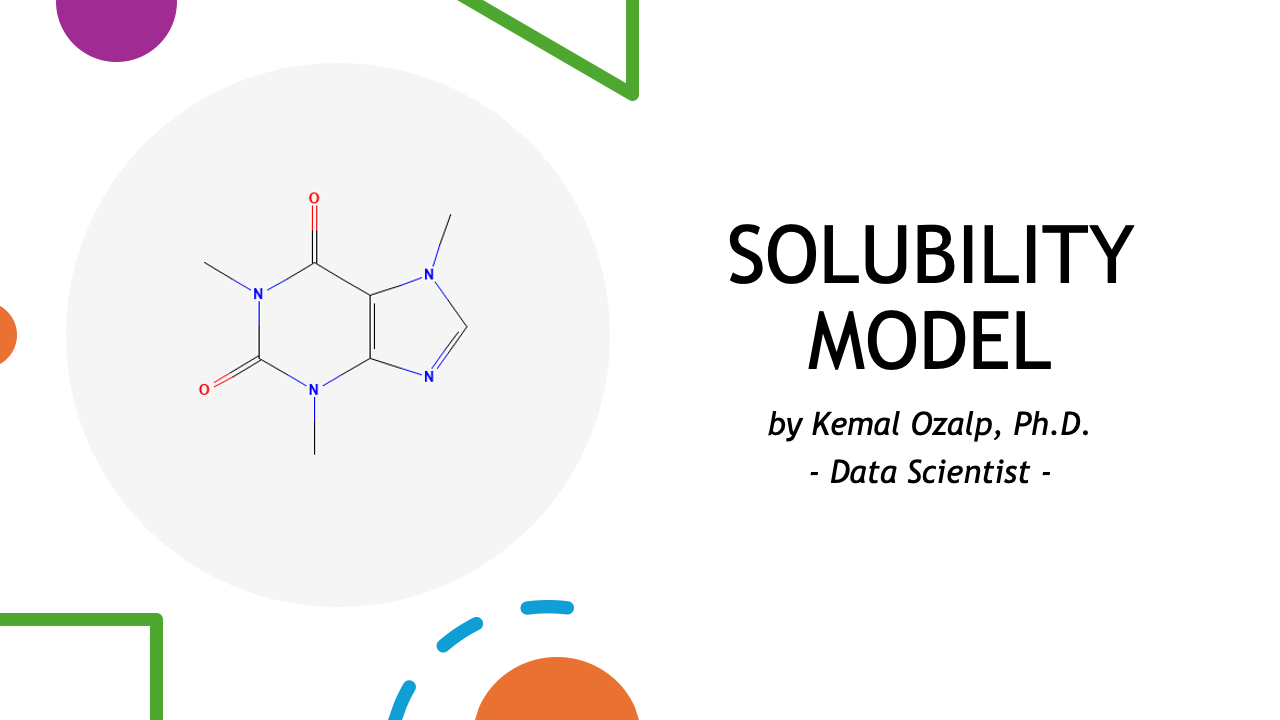 O
N
N
O
N
N
SOLUBILITY
MODEL
by Kemal Ozalp, Ph.D.
- Data Scientist -